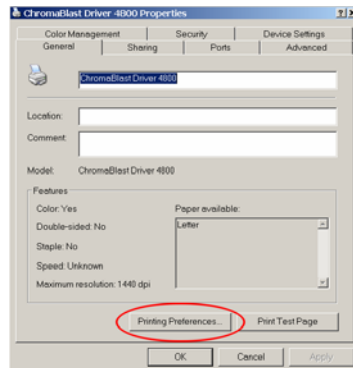 ChromaBlast Driver 4800 Properties
Color Management Security Device Settings
General Sharing Ports Advanced
ChromaBlast Driver 4800
Location:
Comment:
Model: ChromaBlast Driver 4800
Features
Color: Yes Paper available:
Double-sided: No Letter
Staple: No
Speed: Unknown
Maximum resolution: 1440 dpi
Printing Preferences... Print Test Page
OK Cancel Apply